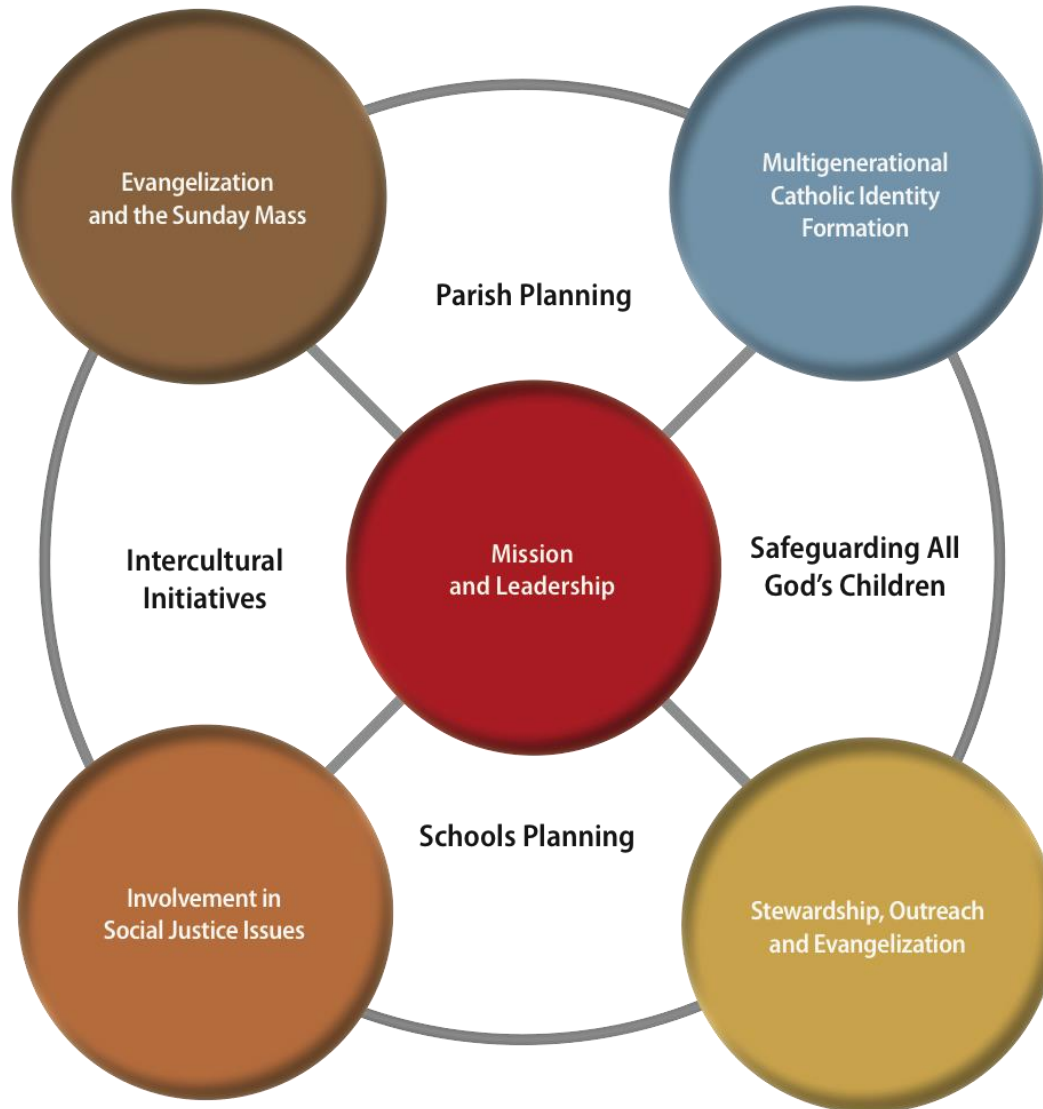 Evangelization
and the Sunday Mass
Multigenerational
Catholic Identity
Formation
Parish Planning
Intercultural
Initiatives
Mission
and Leadership
Safeguarding All
God's Children
Schools Planning
Involvement in
Social Justice Issues
Stewardship, Outreach
and Evangelization